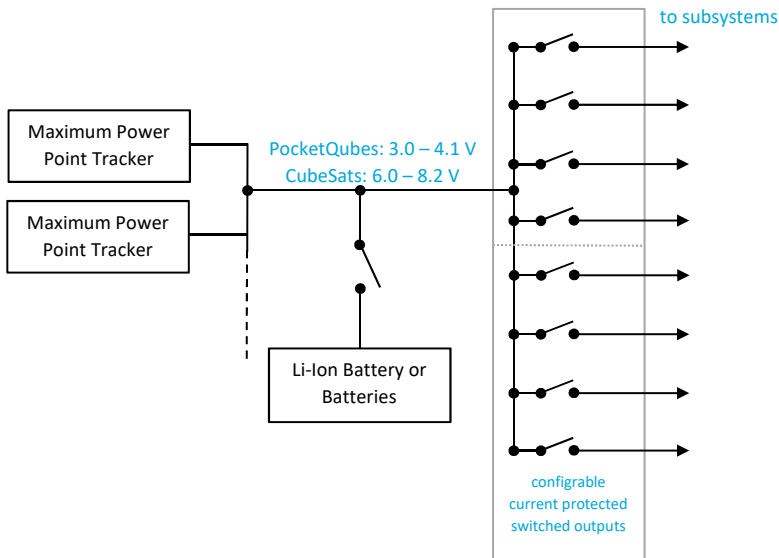 to subsystems
Maximum Power
Point Tracker
PocketQubes: 3.0 – 4.1 V
CubeSats: 6.0 – 8.2 V
Maximum Power
Point Tracker
Li-Ion Battery or
Batteries
configrable
current protected
switched outputs